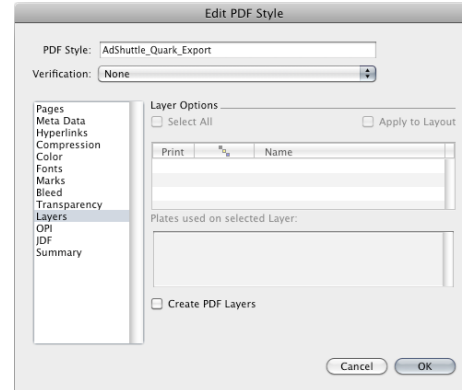 Edit PDF Style
PDF Style: AdShuttle_Quark_Export
Verification: None
Pages
Meta Data
Hyperlinks
Compression
Color
Fonts
Marks
Bleed
Transparency
Layers
OPI
JDF
Summary
Layer Options
Select All Apply to Layout
Print Name
Plates used on selected Layer:
Create PDF Layers
Cancel OK